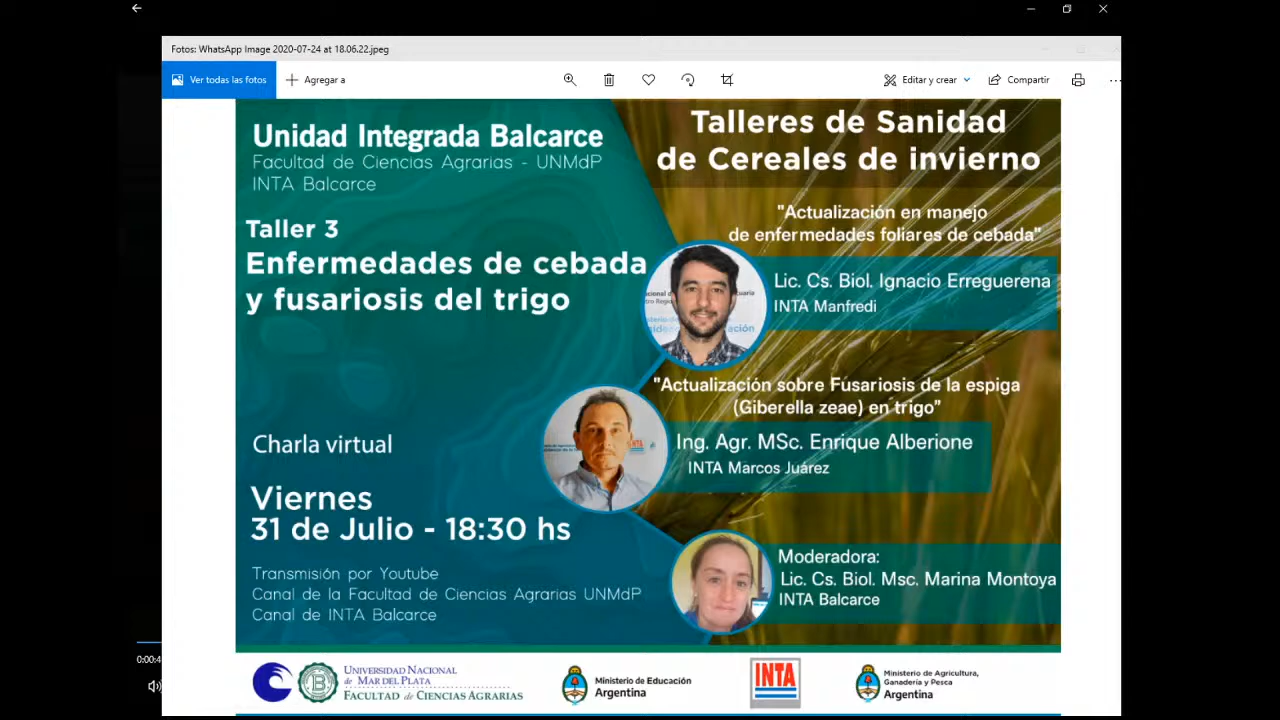 Fotos: WhatsApp Image 2020-07-24 at 18.06.22.jpeg
Ver todas las fotos
Agregar a
Editar y crear
Compartir
Unidad Integrada Balcarce
Facultad de Ciencias Agrarias - UNMdP
INTA Balcarce
Talleres de Sanidad
de Cereales de invierno
Taller 3
Enfermedades de cebada
y fusariosis del trigo
"Actualización en manejo
de enfermedades foliares de cebada"
Lic. Cs. Biol. Ignacio Erreguerena
INTA Manfredi
"Actualización sobre Fusariosis de la espiga
(Giberella zeae) en trigo"
Ing. Agr. MSc. Enrique Alberione
INTA Marcos Juárez
Charla virtual
Viernes
31 de Julio - 18:30 hs
Moderadora:
Lic. Cs. Biol. Msc. Marina Montoya
INTA Balcarce
Transmisión por Youtube
Canal de la Facultad de Ciencias Agrarias UNMdP
Canal de INTA Balcarce
0:00:4
UNIVERSIDAD NACIONAL
DE MAR DEL PLATA
FACULTAD de CIENCIAS AGRARIAS
Ministerio de Educación
Argentina
INTA
Ministerio de Agricultura,
Ganadería y Pesca
Argentina